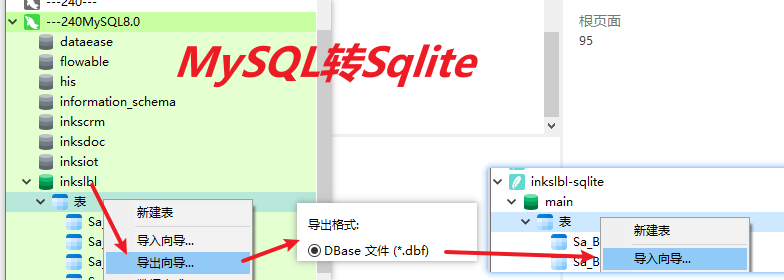 ---240---
---240MySQL8.0
dataease
flowable
his
information_schema
inkscrm
inksdoc
inksiot
inkslbl
表
Sa_
Sa_
Sa_
新建表
导入向导...
导出向导...
MySQL转Sqlite
根页面
95
导出格式:
DBase 文件 (*.dbf)
inkslbl-sqlite
main
表
Sa_B
Sa_B
新建表
导入向导...